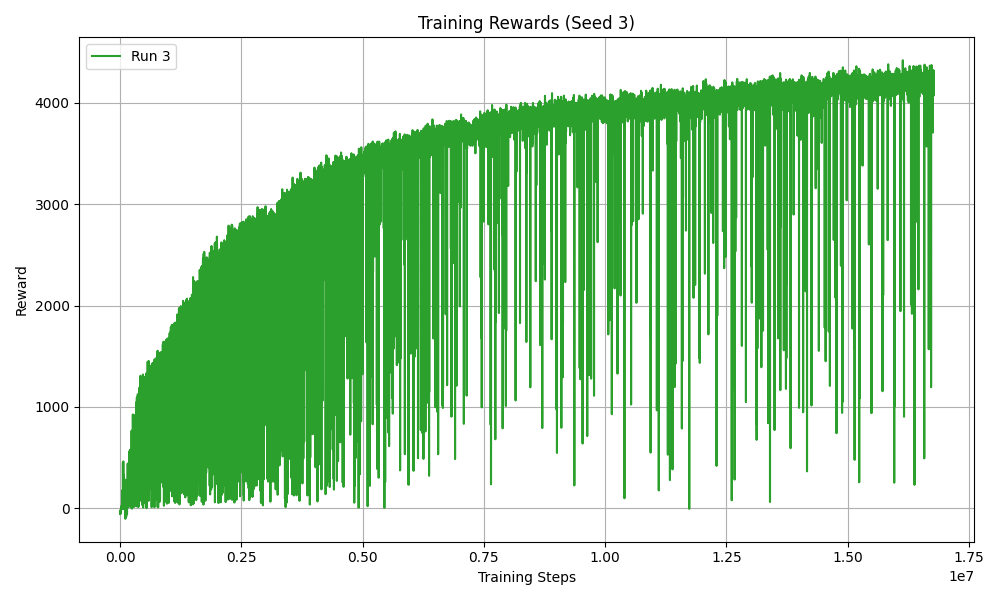 Training Rewards (Seed 3)
Run 3
Reward
4000
3000
2000
1000
0
0.00 0.25 0.50 0.75 1.00 1.25 1.50 1.75
1e7
Training Steps